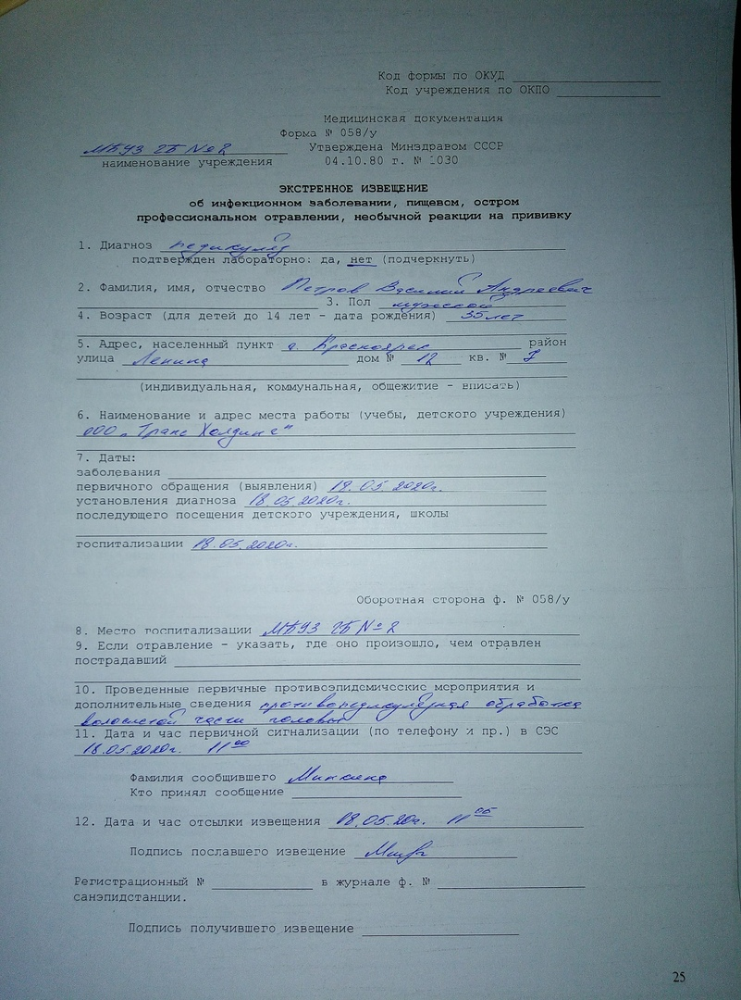 Код формы по ОКУД
Код учреждения по ОКПО
Медицинская документация
Форма № 058/у
МБУЗ ГБ №2 Утверждена Минздравом СССР
наименование учреждения 04.10.80 г. № 1030
ЭКСТРЕННОЕ ИЗВЕЩЕНИЕ
об инфекционном заболевании, пищевом, остром
профессиональном отравлении, необычной реакции на прививку
1. Диагноз педикулёз
подтвержден лабораторно: да, нет (подчеркнуть)
2. Фамилия, имя, отчество Петров Василий Андреевич
3. Пол мужской
4. Возраст (для детей до 14 лет - дата рождения) 35 лет
5. Адрес, населенный пункт г. Красноярск район
улица Ленина дом № 12 кв. № 7
(индивидуальная, коммунальная, общежитие - вписать)
6. Наименование и адрес места работы (учебы, детского учреждения)
ООО "Транс Холдинг"
7. Даты:
заболевания
первичного обращения (выявления) 18.05.2020г.
установления диагноза 18.05.2020г.
последующего посещения детского учреждения, школы
госпитализации 18.05.2020г.
Оборотная сторона ф. № 058/у
8. Место госпитализации МБУЗ ГБ №2
9. Если отравление - указать, где оно произошло, чем отравлен
пострадавший
10. Проведенные первичные противоэпидемические мероприятия и
дополнительные сведения противопедикулёзная обработка
волосистой части головы
11. Дата и час первичной сигнализации (по телефону и пр.) в СЭС
18.05.2020г. 11 00
Фамилия сообщившего
Кто принял сообщение
12. Дата и час отсылки извещения 18.05.20г. 11 05
Подпись пославшего извещение
Регистрационный № в журнале ф. №
санэпидстанции.
Подпись получившего извещение
25